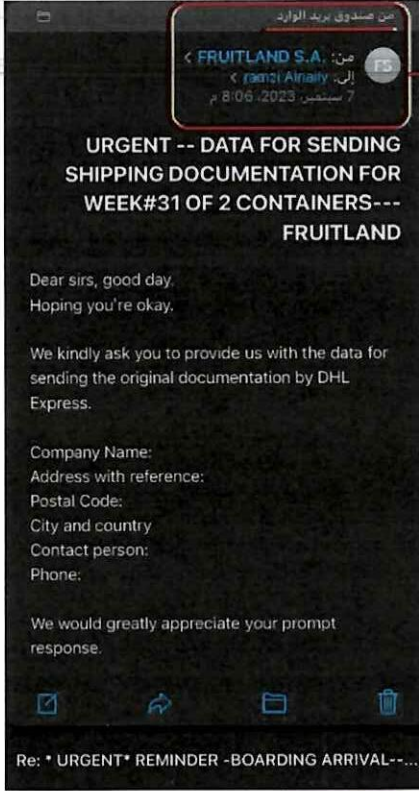 من صندوق بريد الوارد
FS
من: FRUITLAND S.A. >
إلى: ramzi Alnaily >
7 سبتمبر، 2023، 8:06 م
URGENT -- DATA FOR SENDING
SHIPPING DOCUMENTATION FOR
WEEK#31 OF 2 CONTAINERS---
FRUITLAND
Dear sirs, good day.
Hoping you're okay.
We kindly ask you to provide us with the data for
sending the original documentation by DHL
Express.
Company Name:
Address with reference:
Postal Code:
City and country
Contact person:
Phone:
We would greatly appreciate your prompt
response.
Re: * URGENT* REMINDER -BOARDING ARRIVAL--...